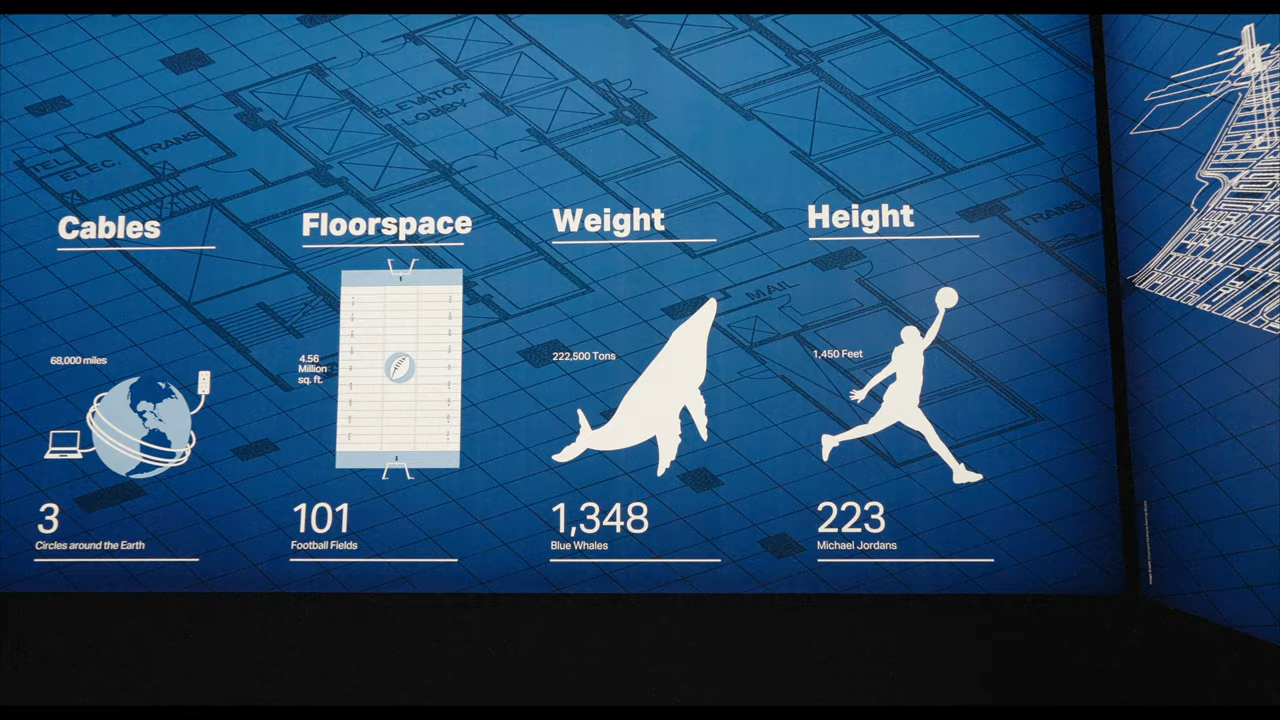 ELEVATOR
LOBBY
TEL.
ELEC.
TRANS
TRANS
MAIL
Cables
68,000 miles
3
Circles around the Earth
Floorspace
4.56
Million
sq. ft.
101
Football Fields
Weight
222,500 Tons
1,348
Blue Whales
Height
1,450 Feet
223
Michael Jordans